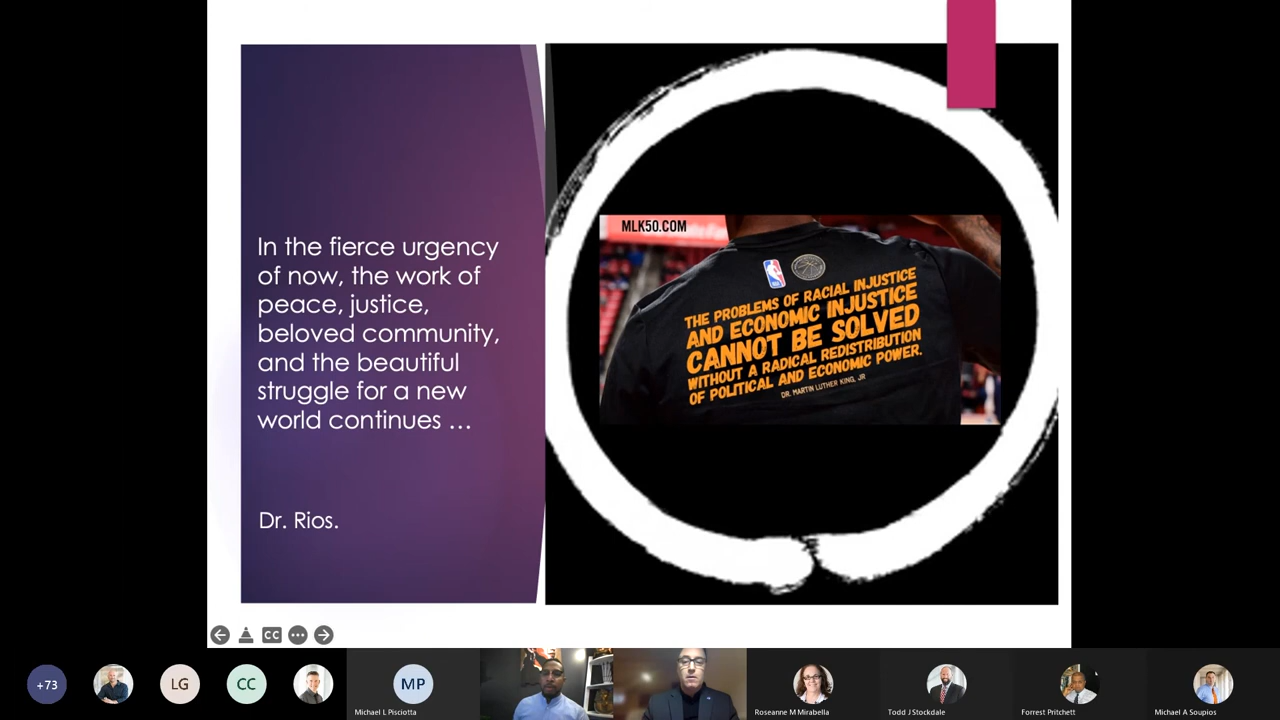 In the fierce urgency
of now, the work of
peace, justice,
beloved community,
and the beautiful
struggle for a new
world continues …
Dr. Rios.
MLK50.COM
THE PROBLEMS OF RACIAL INJUSTICE
AND ECONOMIC INJUSTICE
CANNOT BE SOLVED
WITHOUT A RADICAL REDISTRIBUTION
OF POLITICAL AND ECONOMIC POWER.
DR. MARTIN LUTHER KING, JR
CC
+73
LG
CC
MP
Michael L Pisciotta
Roseanne M Mirabella
Todd J Stockdale
Forrest Pritchett
Michael A Soupios